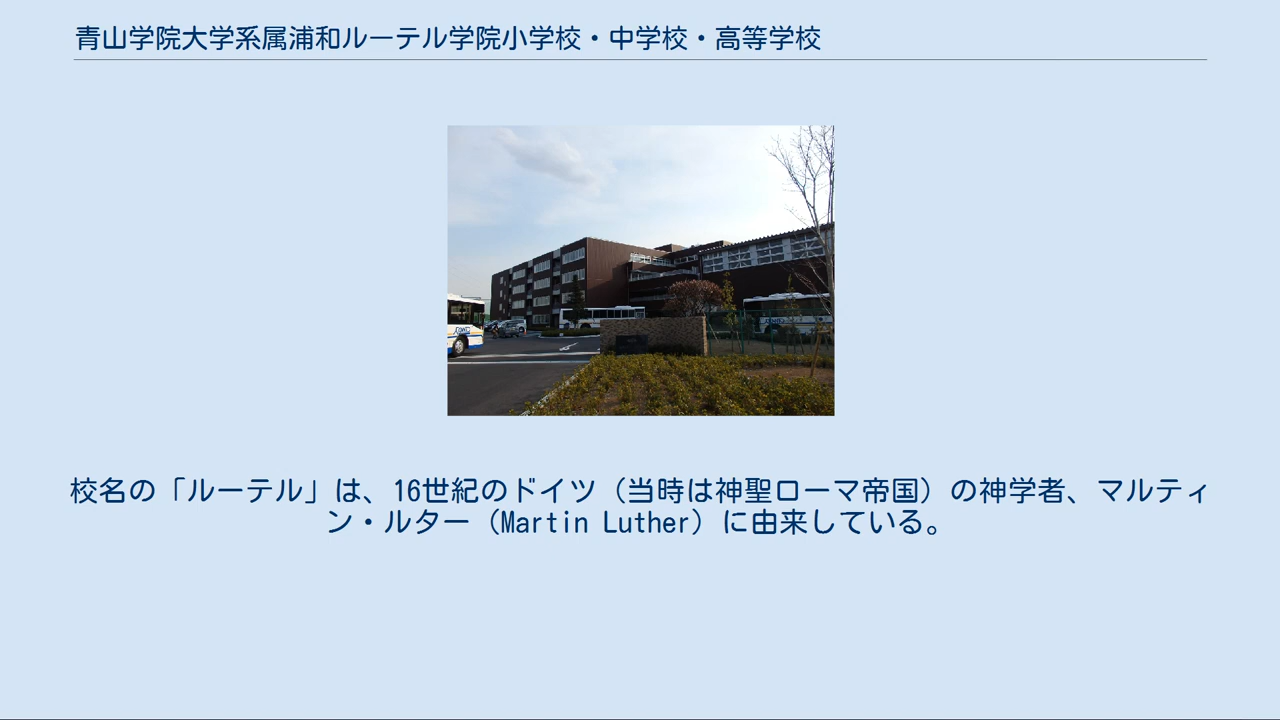 青山学院大学系属浦和ルーテル学院小学校・中学校・高等学校
校名の「ルーテル」は、16世紀のドイツ（当時は神聖ローマ帝国）の神学者、マルティ
ン・ルター（Martin Luther）に由来している。